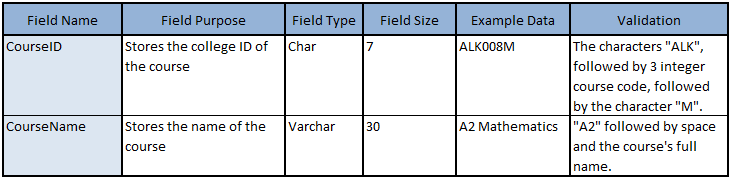 Field Name Field Purpose Field Type Field Size Example Data Validation
CourseID Stores the college ID of Char 7 ALK008M The characters "ALK",
the course followed by 3 integer
course code, followed
by the character "M".
CourseName Stores the name of the Varchar 30 A2 Mathematics "A2" followed by space
course and the course's full
name.